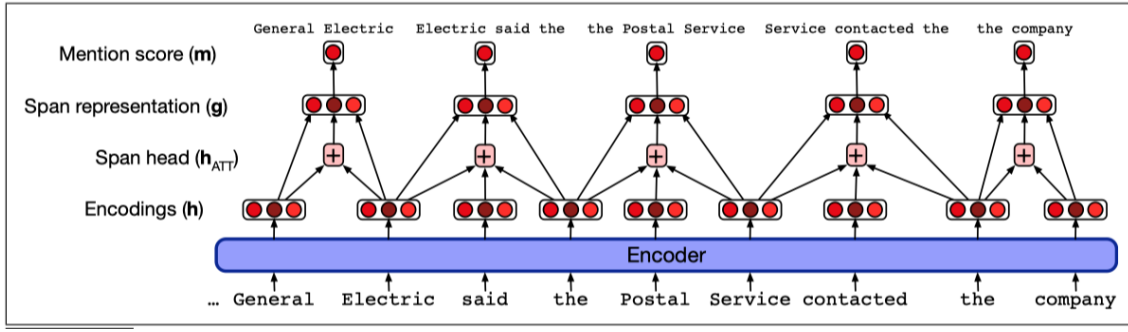 General Electric Electric said the the Postal Service Service contacted the the company
Mention score (m)
Span representation (g)
+ + + + +
Span head (hATT)
Encodings (h)
Encoder
… General Electric said the Postal Service contacted the company